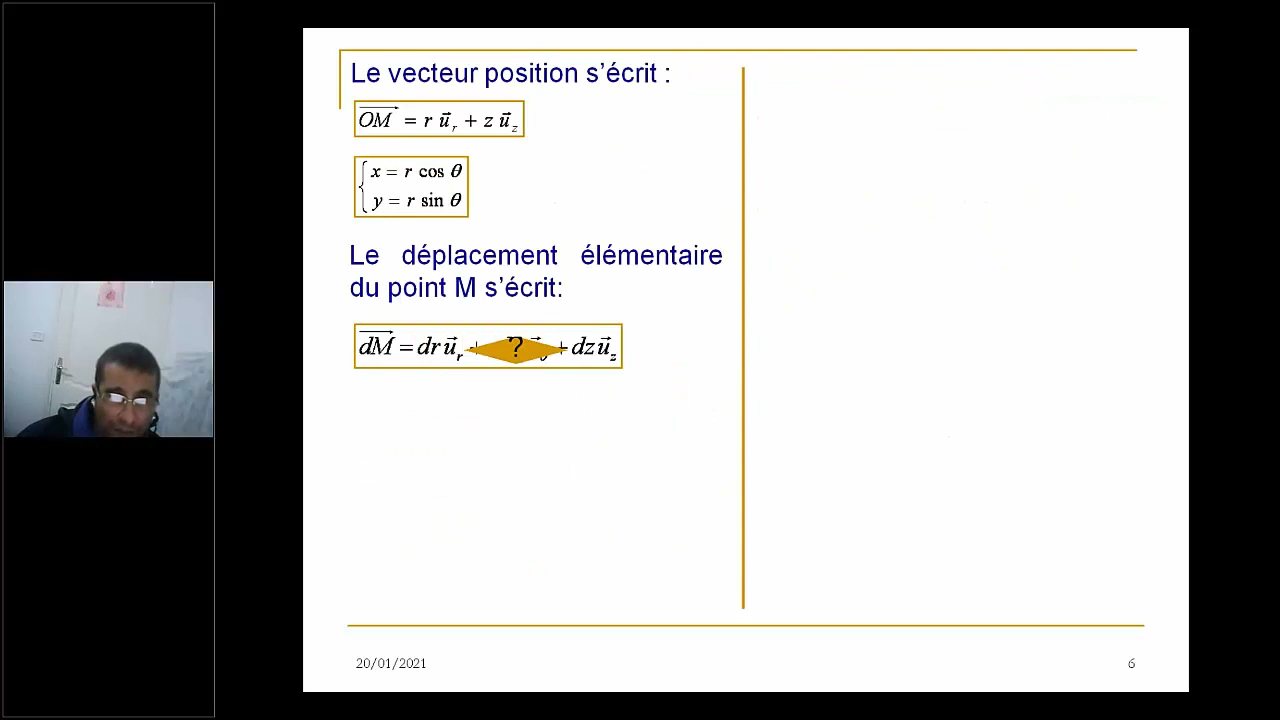 Le vecteur position s'écrit :
OM = r u_r + z u_z
x = r cos θ
y = r sin θ
Le déplacement élémentaire
du point M s'écrit:
dM = dr u_r + ? + dz u_z
20/01/2021
6